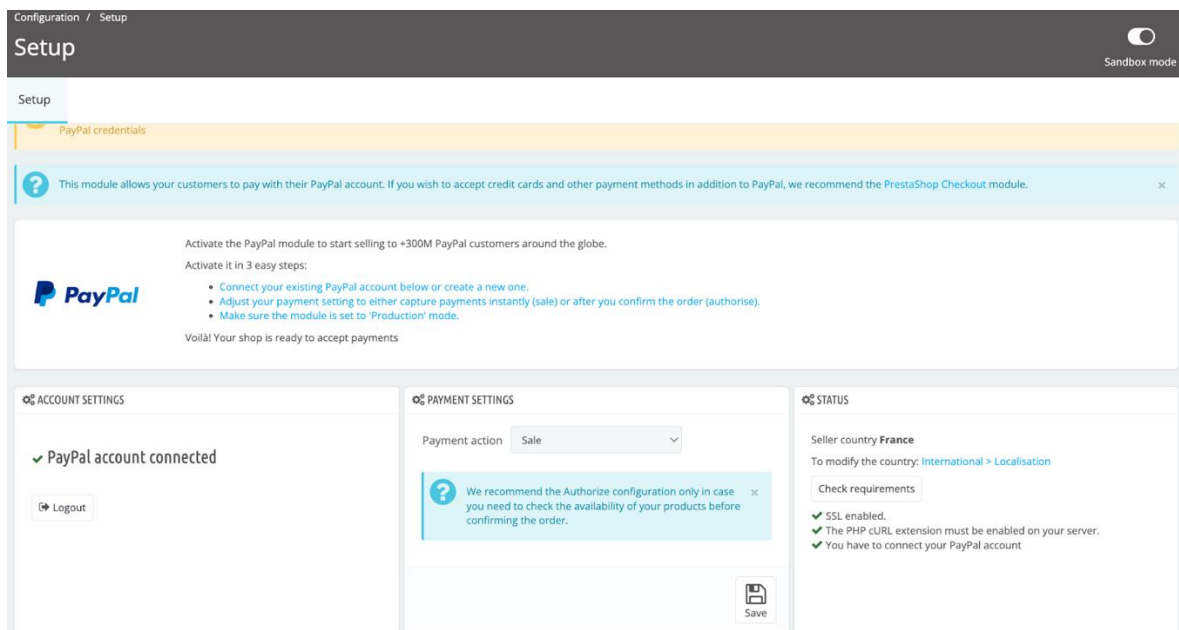 Configuration / Setup
Setup
Sandbox mode
Setup
PayPal credentials
This module allows your customers to pay with their PayPal account. If you wish to accept credit cards and other payment methods in addition to PayPal, we recommend the PrestaShop Checkout module.
PayPal
Activate the PayPal module to start selling to +300M PayPal customers around the globe.
Activate it in 3 easy steps:
Connect your existing PayPal account below or create a new one.
Adjust your payment setting to either capture payments instantly (sale) or after you confirm the order (authorise).
Make sure the module is set to 'Production' mode.
Voilà! Your shop is ready to accept payments
ACCOUNT SETTINGS
PayPal account connected
Logout
PAYMENT SETTINGS
Payment action Sale
We recommend the Authorize configuration only in case
you need to check the availability of your products before
confirming the order.
Save
STATUS
Seller country France
To modify the country: International > Localisation
Check requirements
SSL enabled.
The PHP cURL extension must be enabled on your server.
You have to connect your PayPal account